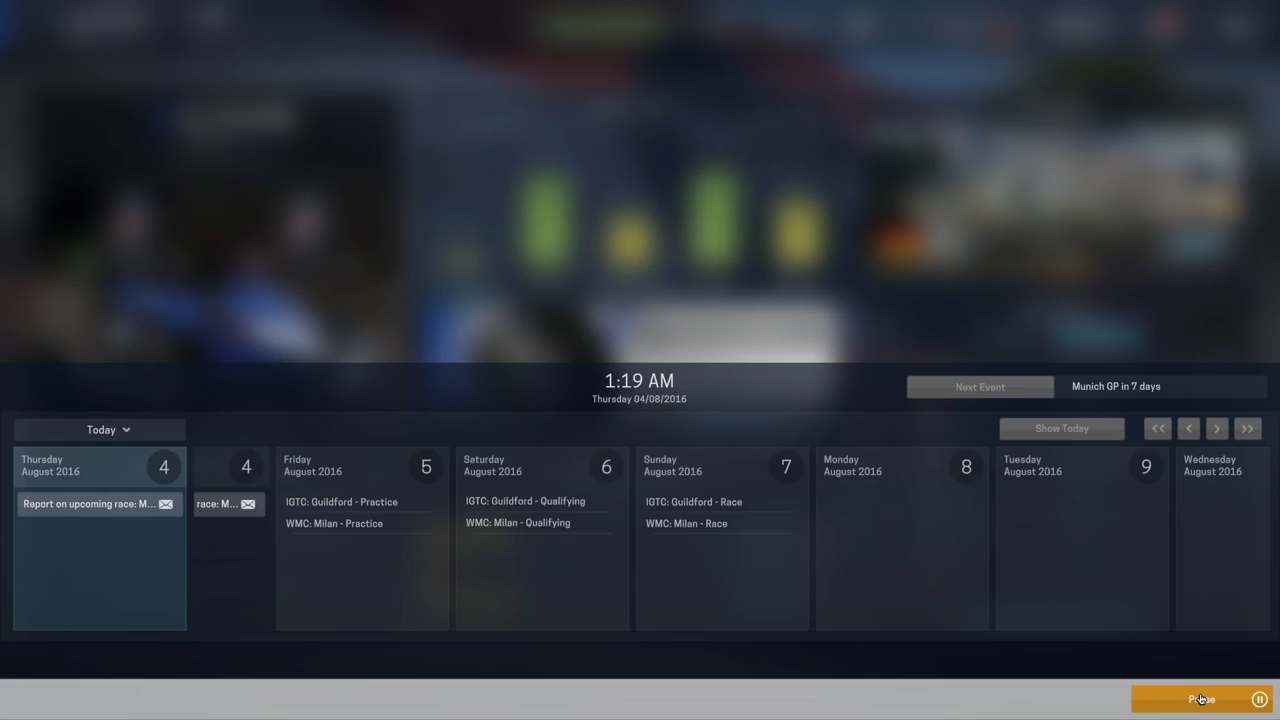 1:19 AM
Thursday 04/08/2016
Next Event
Munich GP in 7 days
Today
Show Today
Thursday
August 2016
4
4
Friday
August 2016
5
Saturday
August 2016
6
Sunday
August 2016
7
Monday
August 2016
8
Tuesday
August 2016
9
Wednesday
August 2016
Report on upcoming race: M...
race: M...
IGTC: Guildford - Practice
WMC: Milan - Practice
IGTC: Guildford - Qualifying
WMC: Milan - Qualifying
IGTC: Guildford - Race
WMC: Milan - Race
Pause